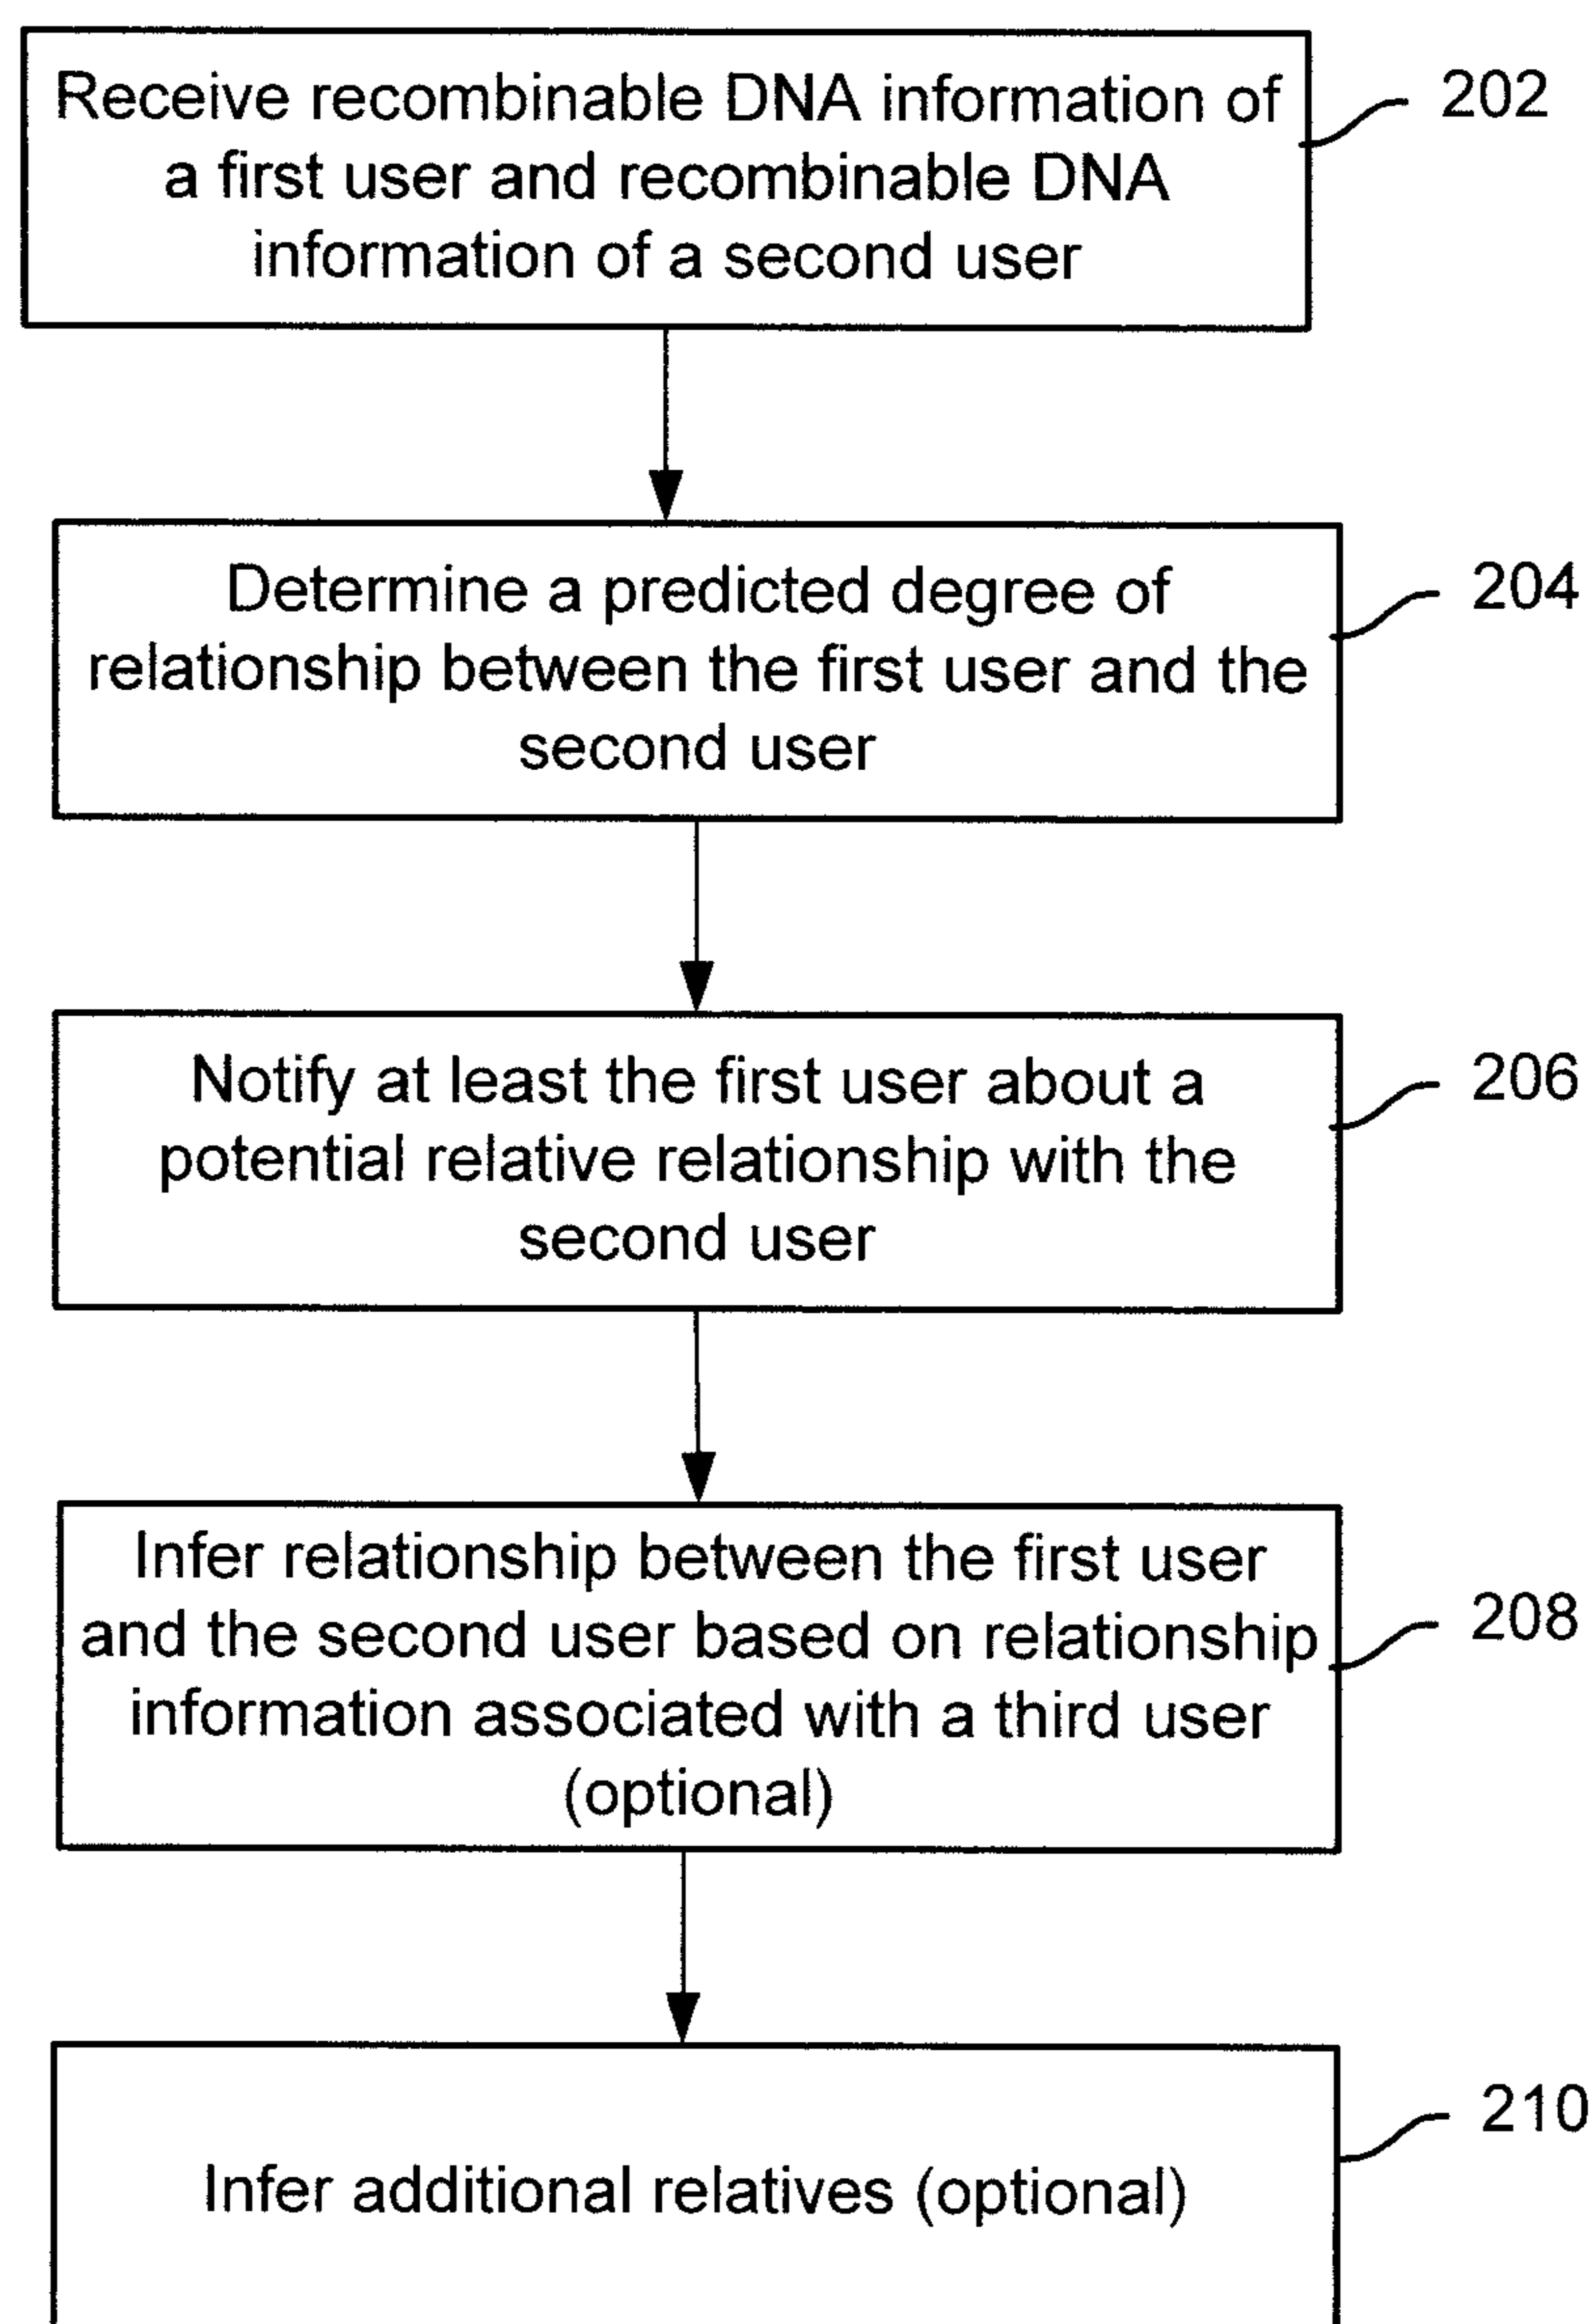 Receive recombinable DNA information of
a first user and recombinable DNA
information of a second user
202
Determine a predicted degree of
relationship between the first user and the
second user
204
Notify at least the first user about a
potential relative relationship with the
second user
206
Infer relationship between the first user
and the second user based on relationship
information associated with a third user
(optional)
208
Infer additional relatives (optional)
210